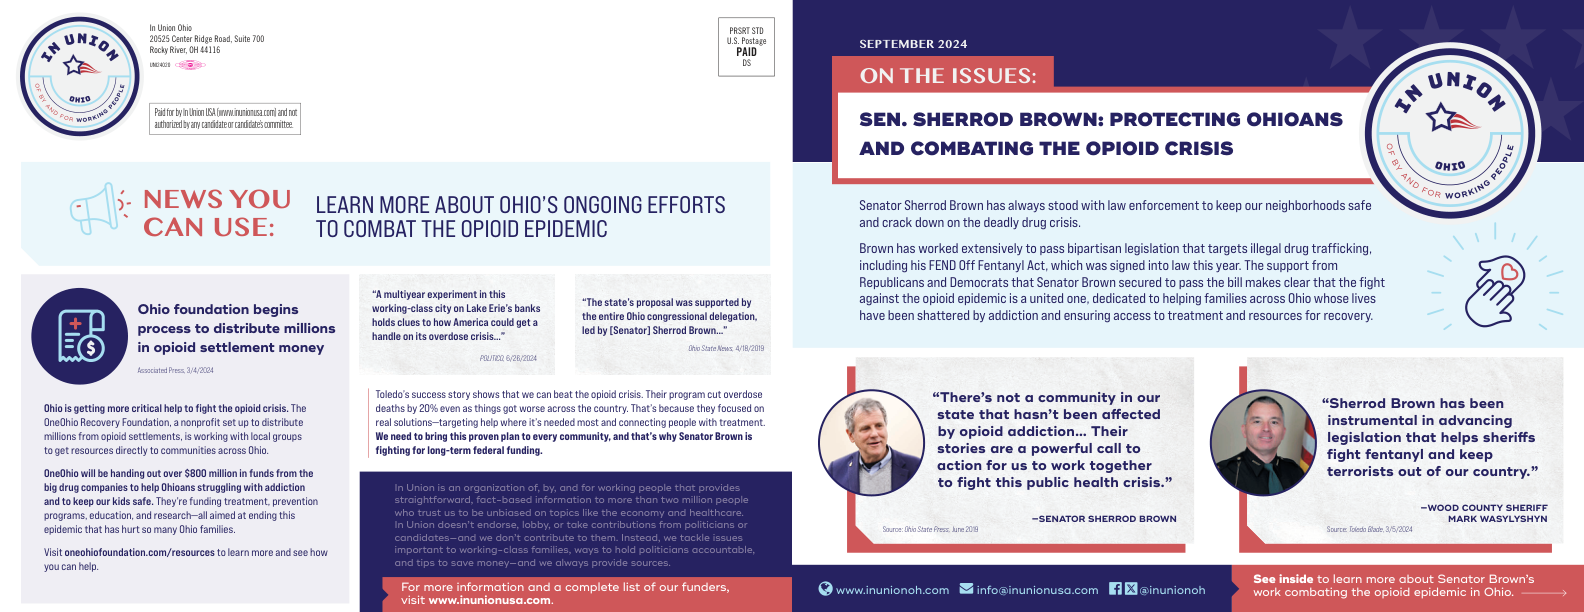 IN UNION
OHIO
OF BY AND FOR WORKING PEOPLE
In Union Ohio
20525 Center Ridge Road, Suite 700
Rocky River, OH 44116
UNI24020
Paid for by In Union USA (www.inunionusa.com) and not
authorized by any candidate or candidate's committee.
PRSRT STD
U.S. Postage
PAID
DS
NEWS YOU
CAN USE:
LEARN MORE ABOUT OHIO'S ONGOING EFFORTS
TO COMBAT THE OPIOID EPIDEMIC
Ohio foundation begins
process to distribute millions
in opioid settlement money
Associated Press, 3/4/2024
Ohio is getting more critical help to fight the opioid crisis. The
OneOhio Recovery Foundation, a nonprofit set up to distribute
millions from opioid settlements, is working with local groups
to get resources directly to communities across Ohio.
OneOhio will be handing out over $800 million in funds from the
big drug companies to help Ohioans struggling with addiction
and to keep our kids safe. They're funding treatment, prevention
programs, education, and research—all aimed at ending this
epidemic that has hurt so many Ohio families.
Visit oneohiofoundation.com/resources to learn more and see how
you can help.
“A multiyear experiment in this
working-class city on Lake Erie's banks
holds clues to how America could get a
handle on its overdose crisis...”
POLITICO, 6/26/2024
“The state's proposal was supported by
the entire Ohio congressional delegation,
led by [Senator] Sherrod Brown...”
Ohio State News, 4/18/2019
Toledo's success story shows that we can beat the opioid crisis. Their program cut overdose
deaths by 20% even as things got worse across the country. That's because they focused on
real solutions—targeting help where it's needed most and connecting people with treatment.
We need to bring this proven plan to every community, and that's why Senator Brown is
fighting for long-term federal funding.
In Union is an organization of, by, and for working people that provides
straightforward, fact-based information to more than two million people
who trust us to be unbiased on topics like the economy and healthcare.
In Union doesn't endorse, lobby, or take contributions from politicians or
candidates—and we don't contribute to them. Instead, we tackle issues
important to working-class families, ways to hold politicians accountable,
and tips to save money—and we always provide sources.
For more information and a complete list of our funders,
visit www.inunionusa.com.
SEPTEMBER 2024
ON THE ISSUES:
SEN. SHERROD BROWN: PROTECTING OHIOANS
AND COMBATING THE OPIOID CRISIS
IN UNION
OHIO
OF BY AND FOR WORKING PEOPLE
Senator Sherrod Brown has always stood with law enforcement to keep our neighborhoods safe
and crack down on the deadly drug crisis.
Brown has worked extensively to pass bipartisan legislation that targets illegal drug trafficking,
including his FEND Off Fentanyl Act, which was signed into law this year. The support from
Republicans and Democrats that Senator Brown secured to pass the bill makes clear that the fight
against the opioid epidemic is a united one, dedicated to helping families across Ohio whose lives
have been shattered by addiction and ensuring access to treatment and resources for recovery.
“There's not a community in our
state that hasn't been affected
by opioid addiction... Their
stories are a powerful call to
action for us to work together
to fight this public health crisis.”
—SENATOR SHERROD BROWN
Source: Ohio State Press, June 2019
“Sherrod Brown has been
instrumental in advancing
legislation that helps sheriffs
fight fentanyl and keep
terrorists out of our country.”
—WOOD COUNTY SHERIFF
MARK WASYLYSHYN
Source: Toledo Blade, 3/5/2024
www.inunionoh.com info@inunionusa.com @inunionoh
See inside to learn more about Senator Brown's
work combating the opioid epidemic in Ohio.